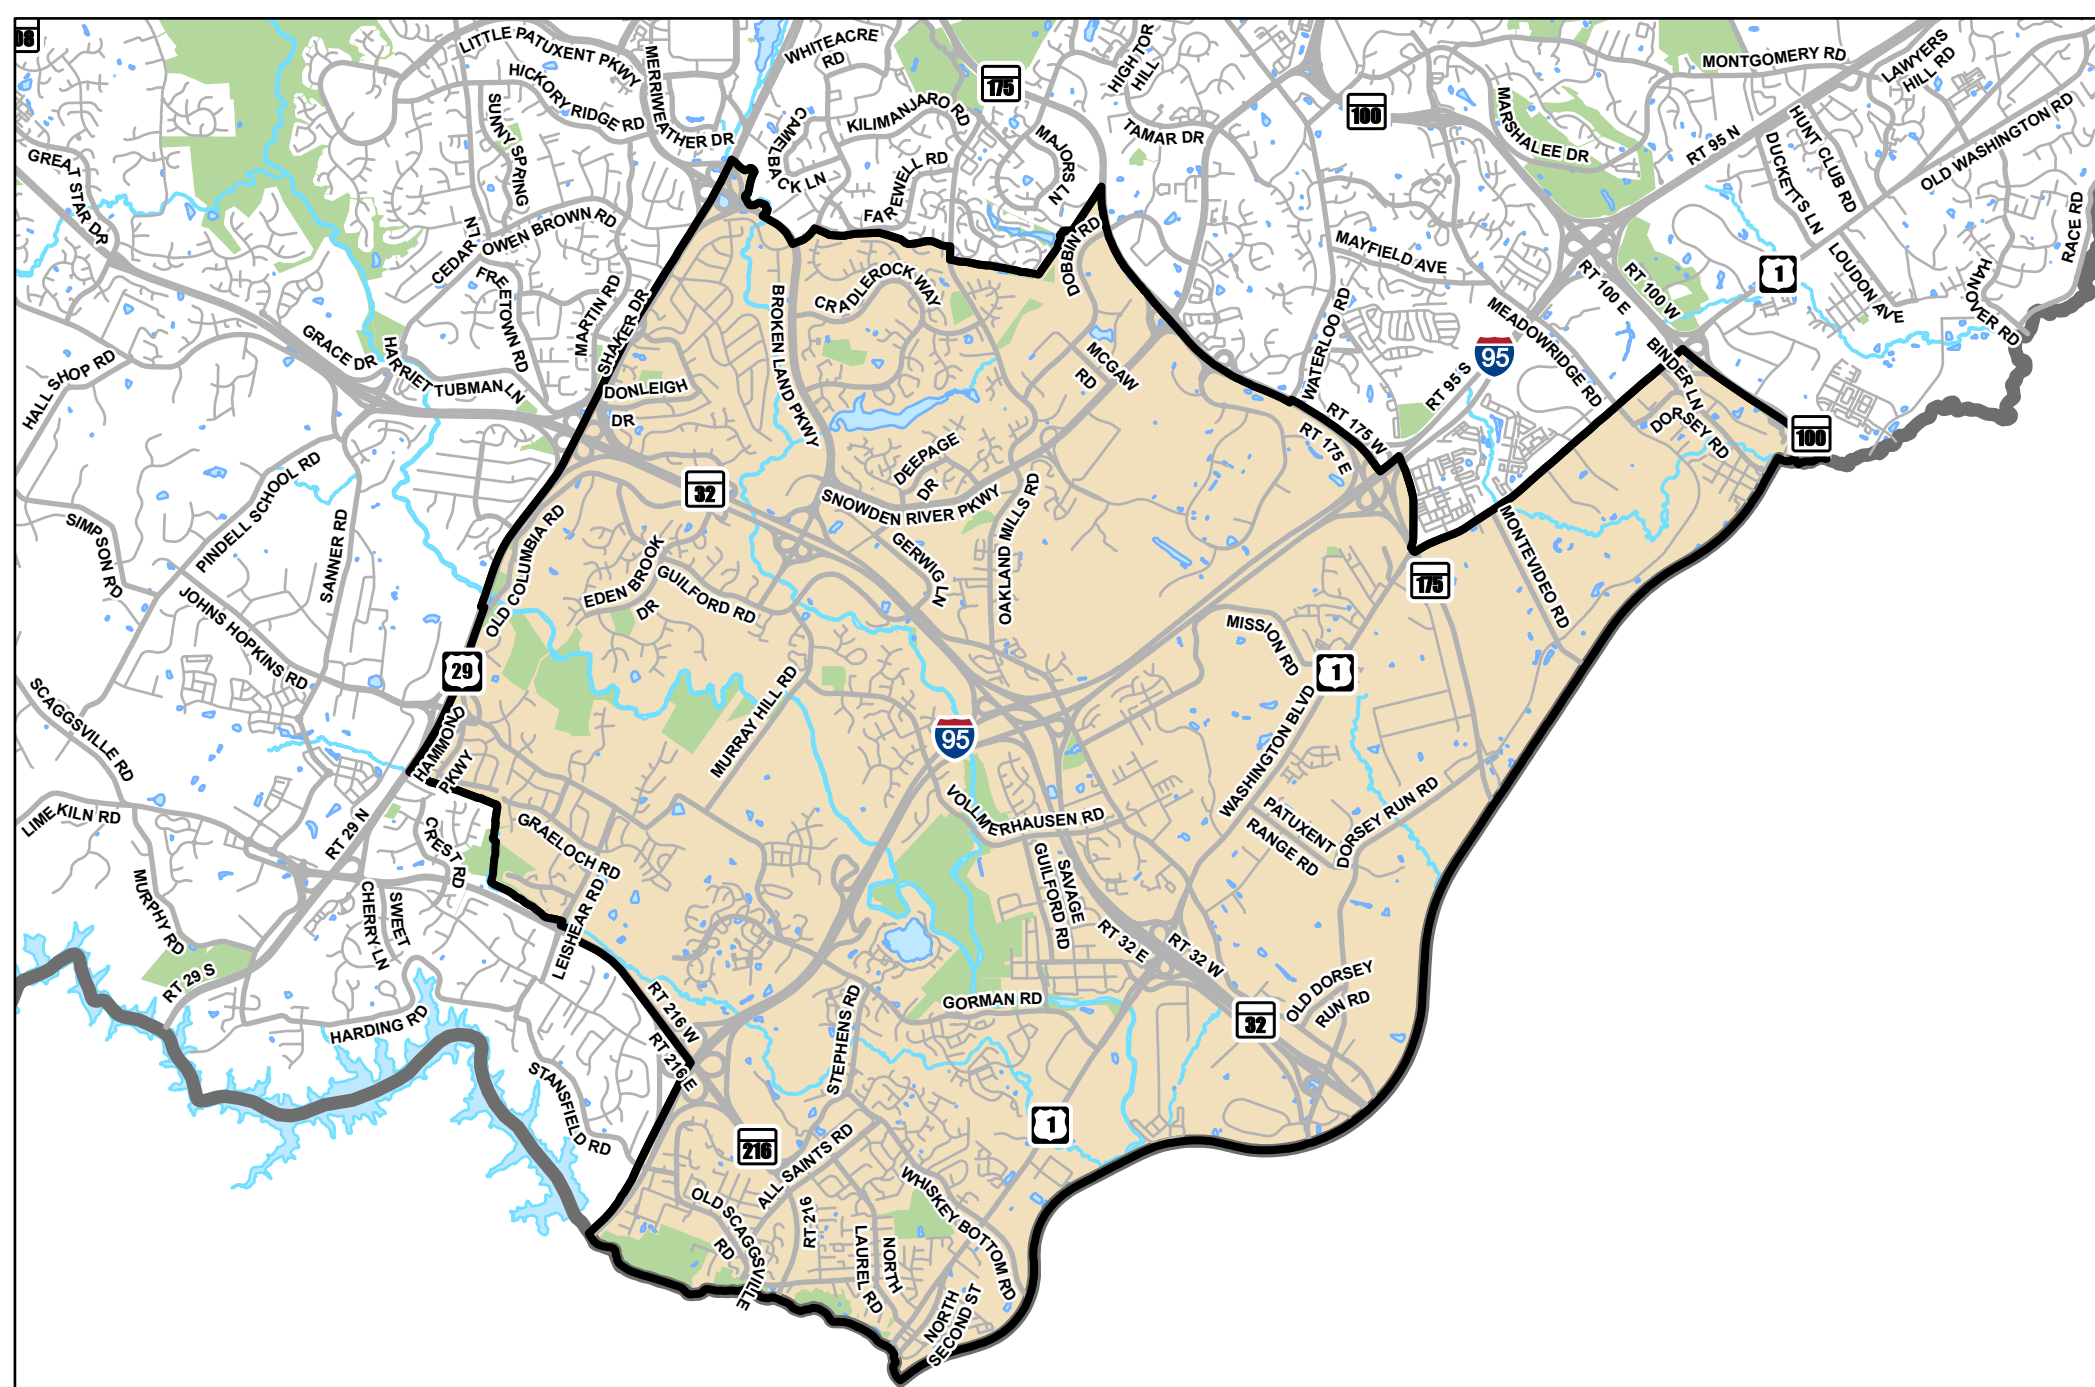 08
LITTLE PATUXENT PKWY
HICKORY RIDGE RD
MERRIWEATHER DR
SUNNY SPRING
WHITEACRE
RD
175
HIGHTOR
HILL
MONTGOMERY RD
LAWYERS
HILL RD
CAMELBACK LN
KILIMANJARO RD
MAJORS
LN
TAMAR DR
100
MARSHALEE DR
RT 95 N
HUNT CLUB RD
DUCKETTS LN
OLD WASHINGTON RD
GREAT STAR DR
FAREWELL RD
RACE RD
CEDAR LN
OWEN BROWN RD
FREETOWN RD
MARTIN RD
SHAKER DR
BROKEN LAND PKWY
CRADLEROCK WAY
DOBBIN RD
MAYFIELD AVE
RT 100 E
RT 100 W
1
LOUDON AVE
HANOVER RD
GRACE DR
HARRIET
TUBMAN LN
HALL SHOP RD
DONLEIGH
DR
MCGAW
RD
WATERLOO RD
MEADOWRIDGE RD
95
RT 95 S
BINDER LN
DORSEY RD
100
RT 175 W
RT 175 E
DEEPAGE
DR
32
SNOWDEN RIVER PKWY
OAKLAND MILLS RD
GERWIG LN
PINDELL SCHOOL RD
SIMPSON RD
SANNER RD
OLD COLUMBIA RD
EDEN BROOK
DR
GUILFORD RD
MONTEVIDEO RD
175
JOHNS HOPKINS RD
29
MISSION RD
1
SCAGGSVILLE RD
HAMMOND
PKWY
MURRAY HILL RD
95
WASHINGTON BLVD
LIME KILN RD
RT 29 N
CREST RD
GRAELOCH RD
VOLLMERHAUSEN RD
PATUXENT
RANGE RD
DORSEY RUN RD
MURPHY RD
SWEET
CHERRY LN
LEISHEAR RD
GUILFORD RD
SAVAGE
RT 32 E
RT 32 W
RT 29 S
HARDING RD
RT 216 W
RT 216 E
STEPHENS RD
GORMAN RD
32
OLD DORSEY
RUN RD
STANSFIELD RD
216
1
ALL SAINTS RD
OLD SCAGGSVILLE
RD
RT 216
NORTH
LAUREL RD
WHISKEY BOTTOM RD
NORTH
SECOND ST